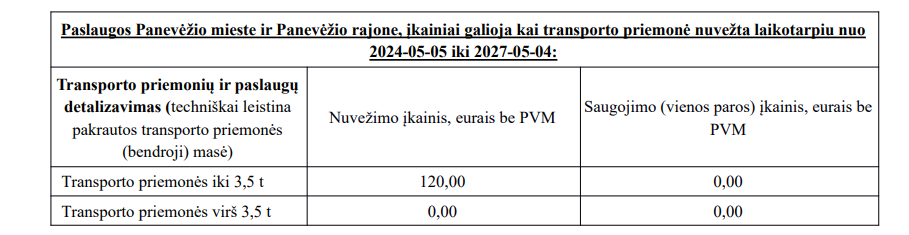 Paslaugos Panevėžio mieste ir Panevėžio rajone, įkainiai galioja kai transporto priemonė nuvežta laikotarpiu nuo
2024-05-05 iki 2027-05-04:
Transporto priemonių ir paslaugų
detalizavimas (techniškai leistina
pakrautos transporto priemonės
(bendroji) masė)
Nuvežimo įkainis, eurais be PVM
Saugojimo (vienos paros) įkainis, eurais be
PVM
Transporto priemonės iki 3,5 t 120,00 0,00
Transporto priemonės virš 3,5 t 0,00 0,00